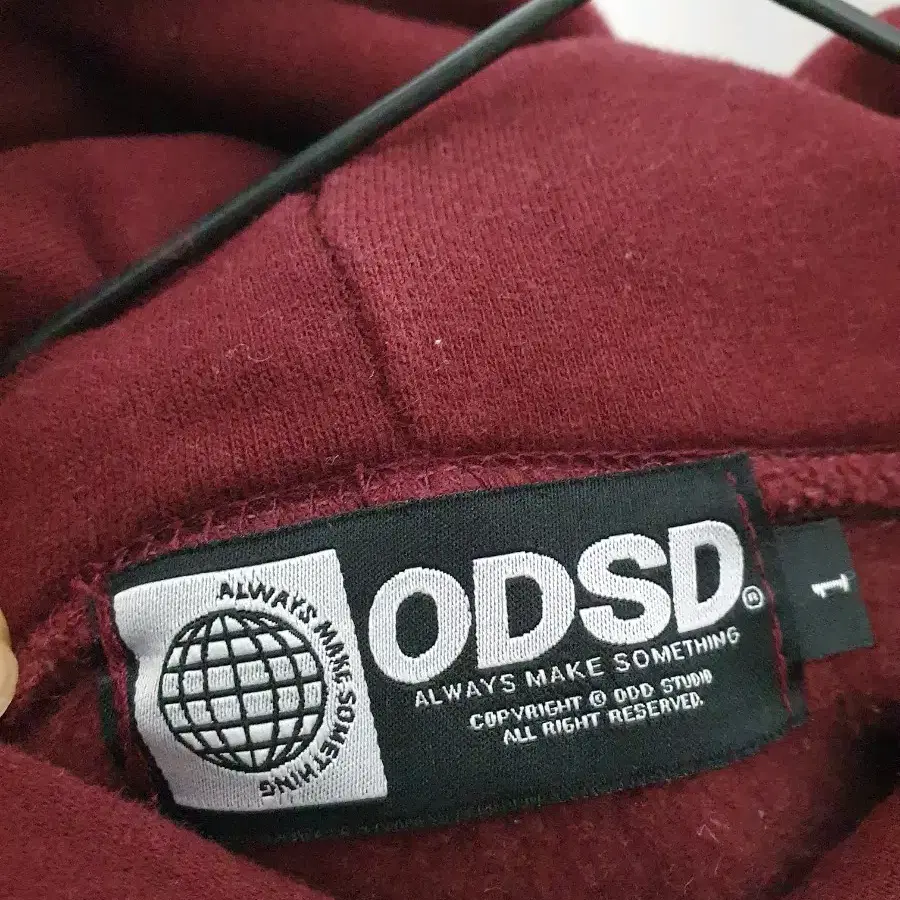 ALWAYS MAKE SOMETHING
ODSD®
ALWAYS MAKE SOMETHING
COPYRIGHT © ODD STUDIO
ALL RIGHT RESERVED.
1